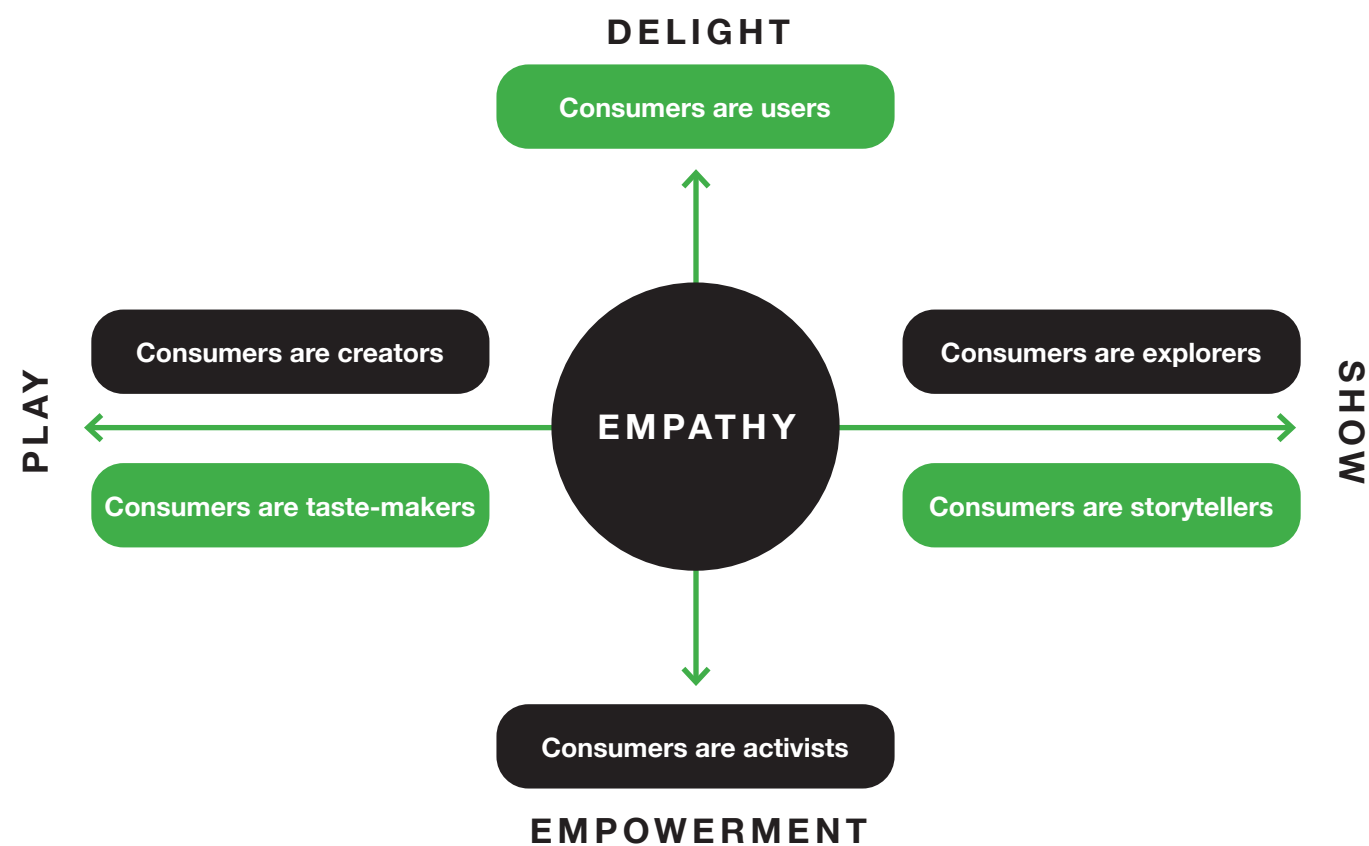 DELIGHT
Consumers are users
Consumers are creators
Consumers are explorers
PLAY
EMPATHY
SHOW
Consumers are taste-makers
Consumers are storytellers
Consumers are activists
EMPOWERMENT